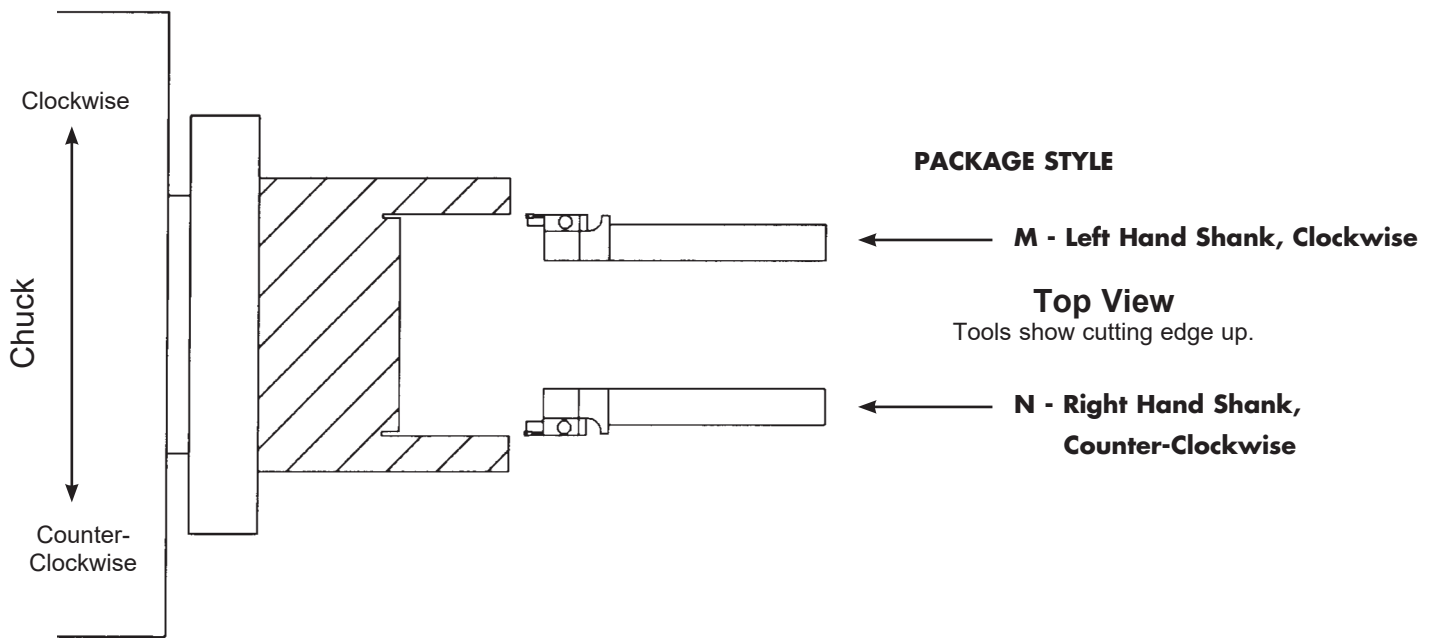 Clockwise
Chuck
Counter-
Clockwise
PACKAGE STYLE
M - Left Hand Shank, Clockwise
Top View
Tools show cutting edge up.
N - Right Hand Shank,
Counter-Clockwise